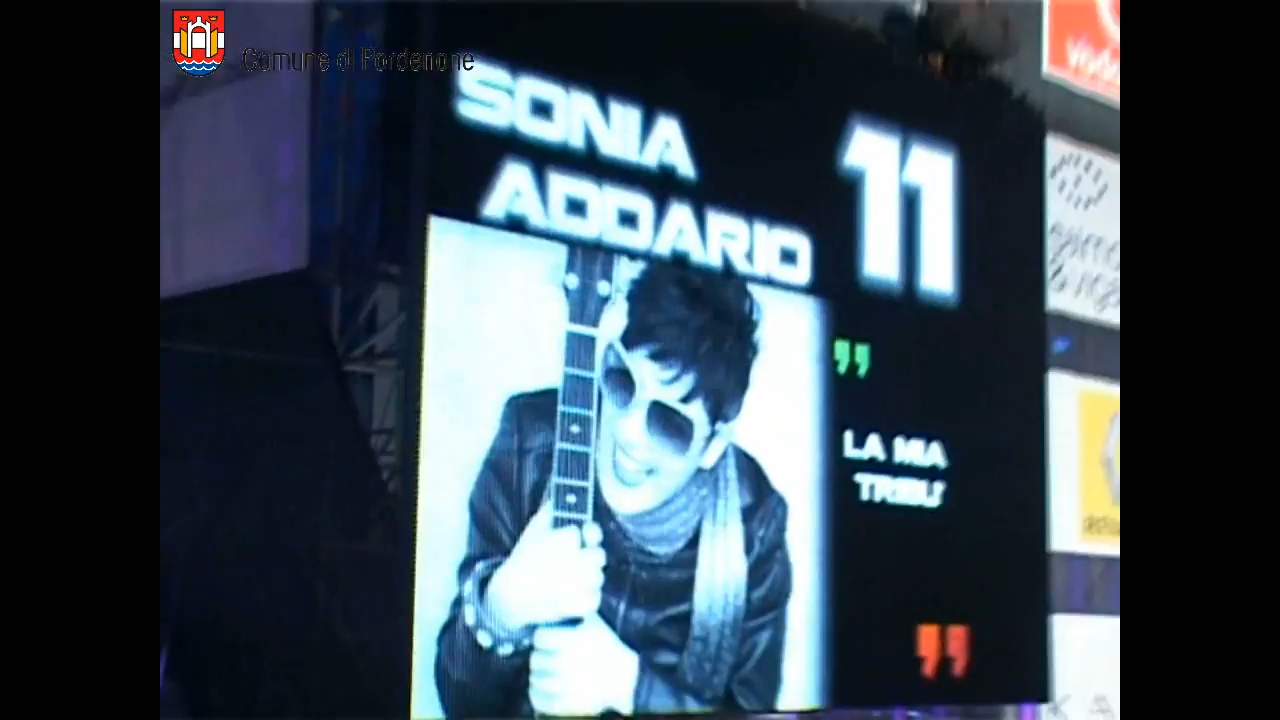 Comune di Pordenone
SONIA
ADDARIO
11
"
LA MIA
TRIBU'
"